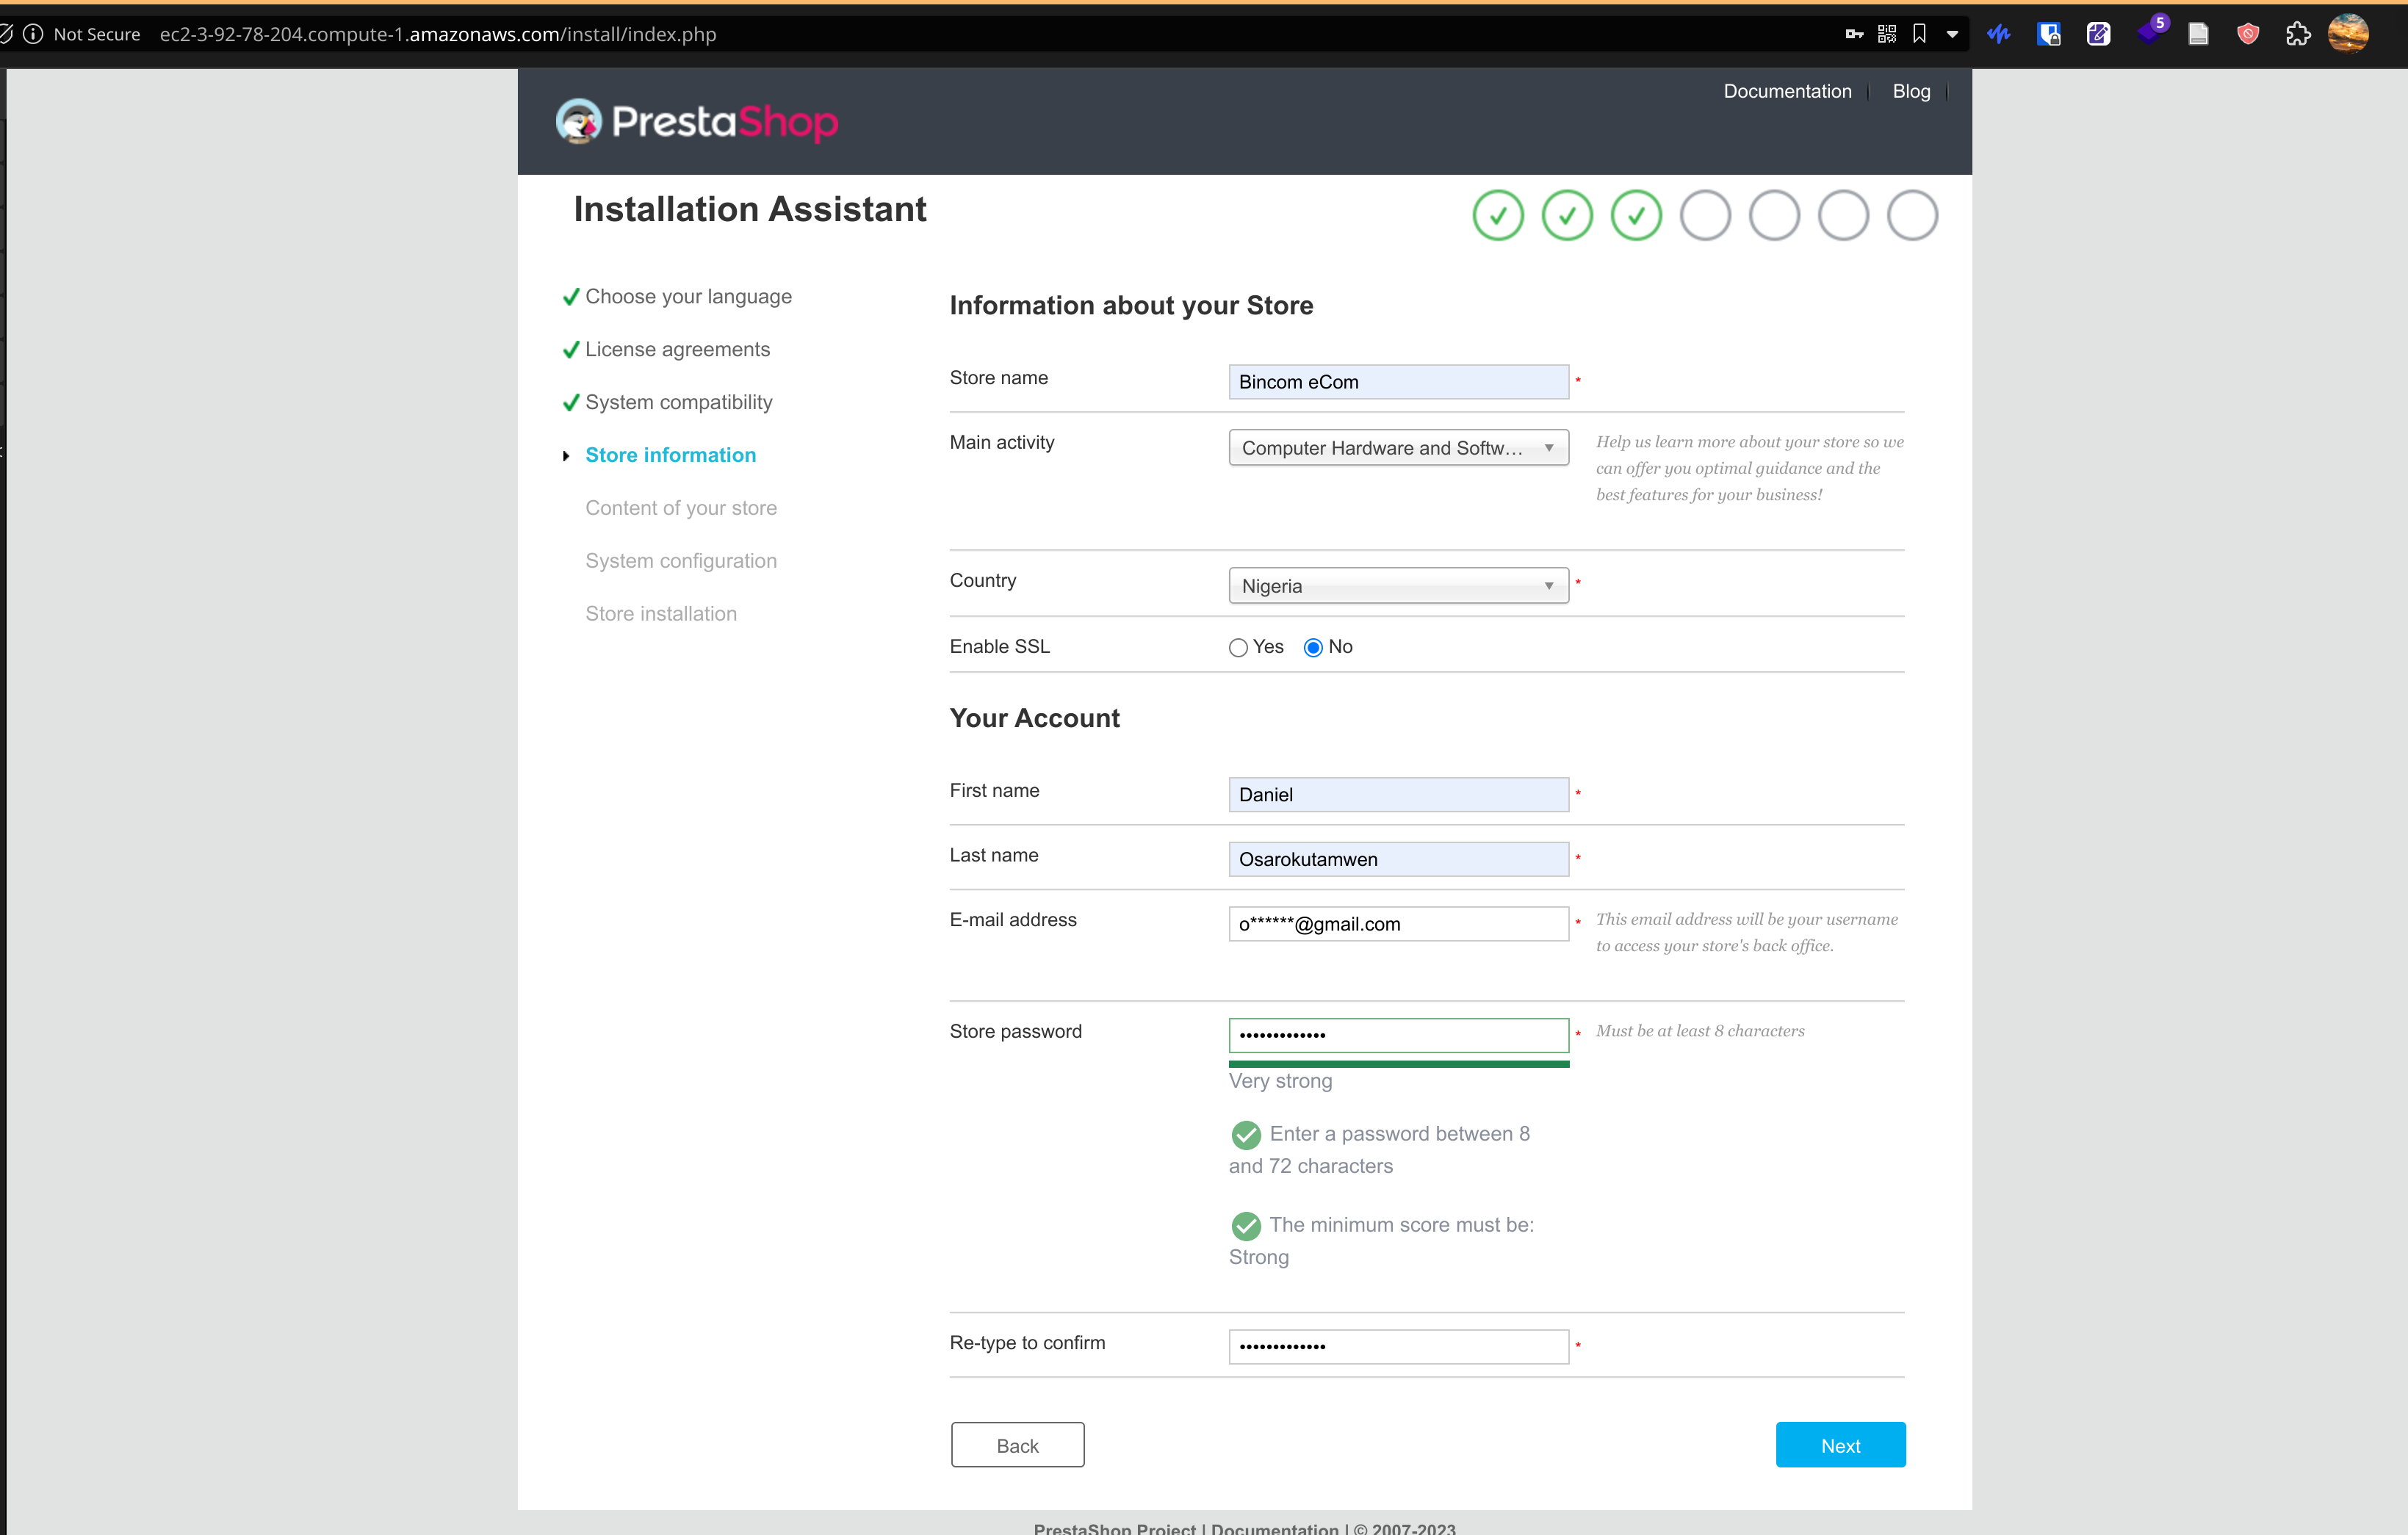 Not Secure ec2-3-92-78-204.compute-1.amazonaws.com/install/index.php
5
Documentation Blog
PrestaShop
Installation Assistant
Choose your language
License agreements
System compatibility
Store information
Content of your store
System configuration
Store installation
Information about your Store
Store name Bincom eCom *
Main activity Computer Hardware and Softw... Help us learn more about your store so we
can offer you optimal guidance and the
best features for your business!
Country Nigeria *
Enable SSL Yes No
Your Account
First name Daniel *
Last name Osarokutamwen *
E-mail address o******@gmail.com * This email address will be your username
to access your store's back office.
Store password ••••••••••••• * Must be at least 8 characters
Very strong
Enter a password between 8
and 72 characters
The minimum score must be:
Strong
Re-type to confirm ••••••••••••• *
Back Next
PrestaShop Project | Documentation | © 2007-2023